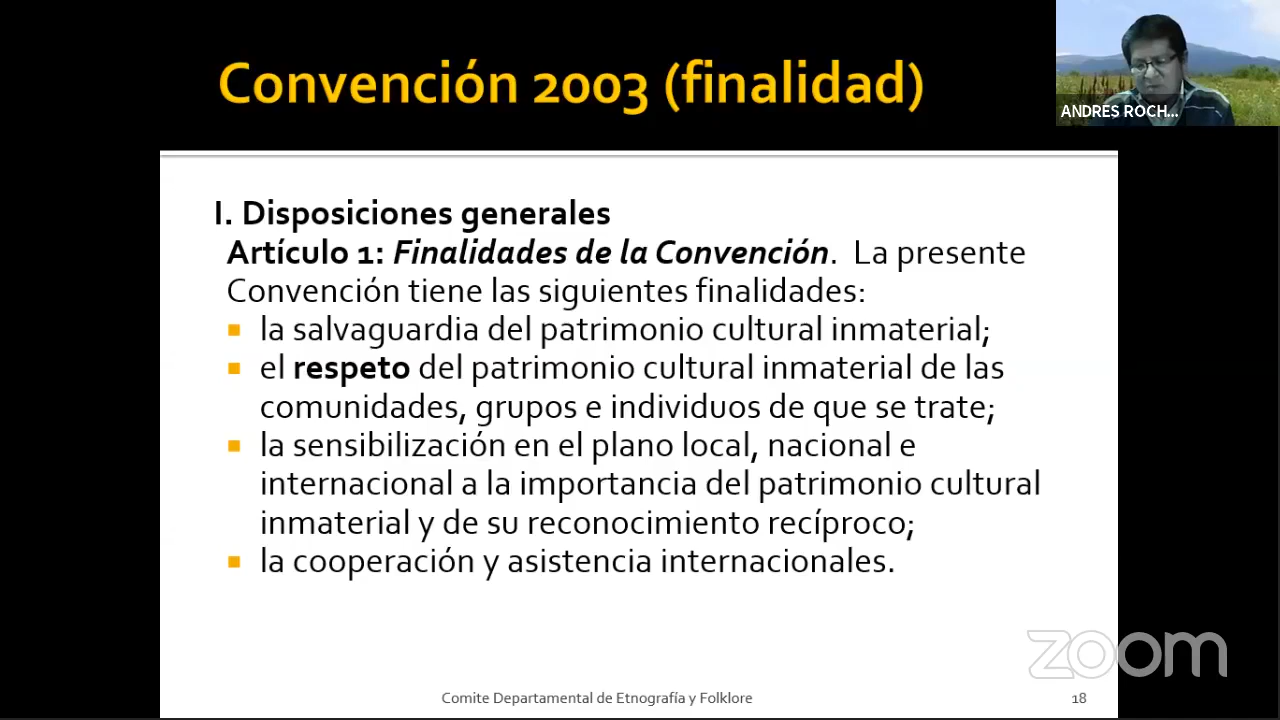 Convención 2003 (finalidad)
ANDRES ROCH...
I. Disposiciones generales
Artículo 1: Finalidades de la Convención. La presente
Convención tiene las siguientes finalidades:
la salvaguardia del patrimonio cultural inmaterial;
el respeto del patrimonio cultural inmaterial de las
comunidades, grupos e individuos de que se trate;
la sensibilización en el plano local, nacional e
internacional a la importancia del patrimonio cultural
inmaterial y de su reconocimiento recíproco;
la cooperación y asistencia internacionales.
zoom
Comite Departamental de Etnografía y Folklore
18